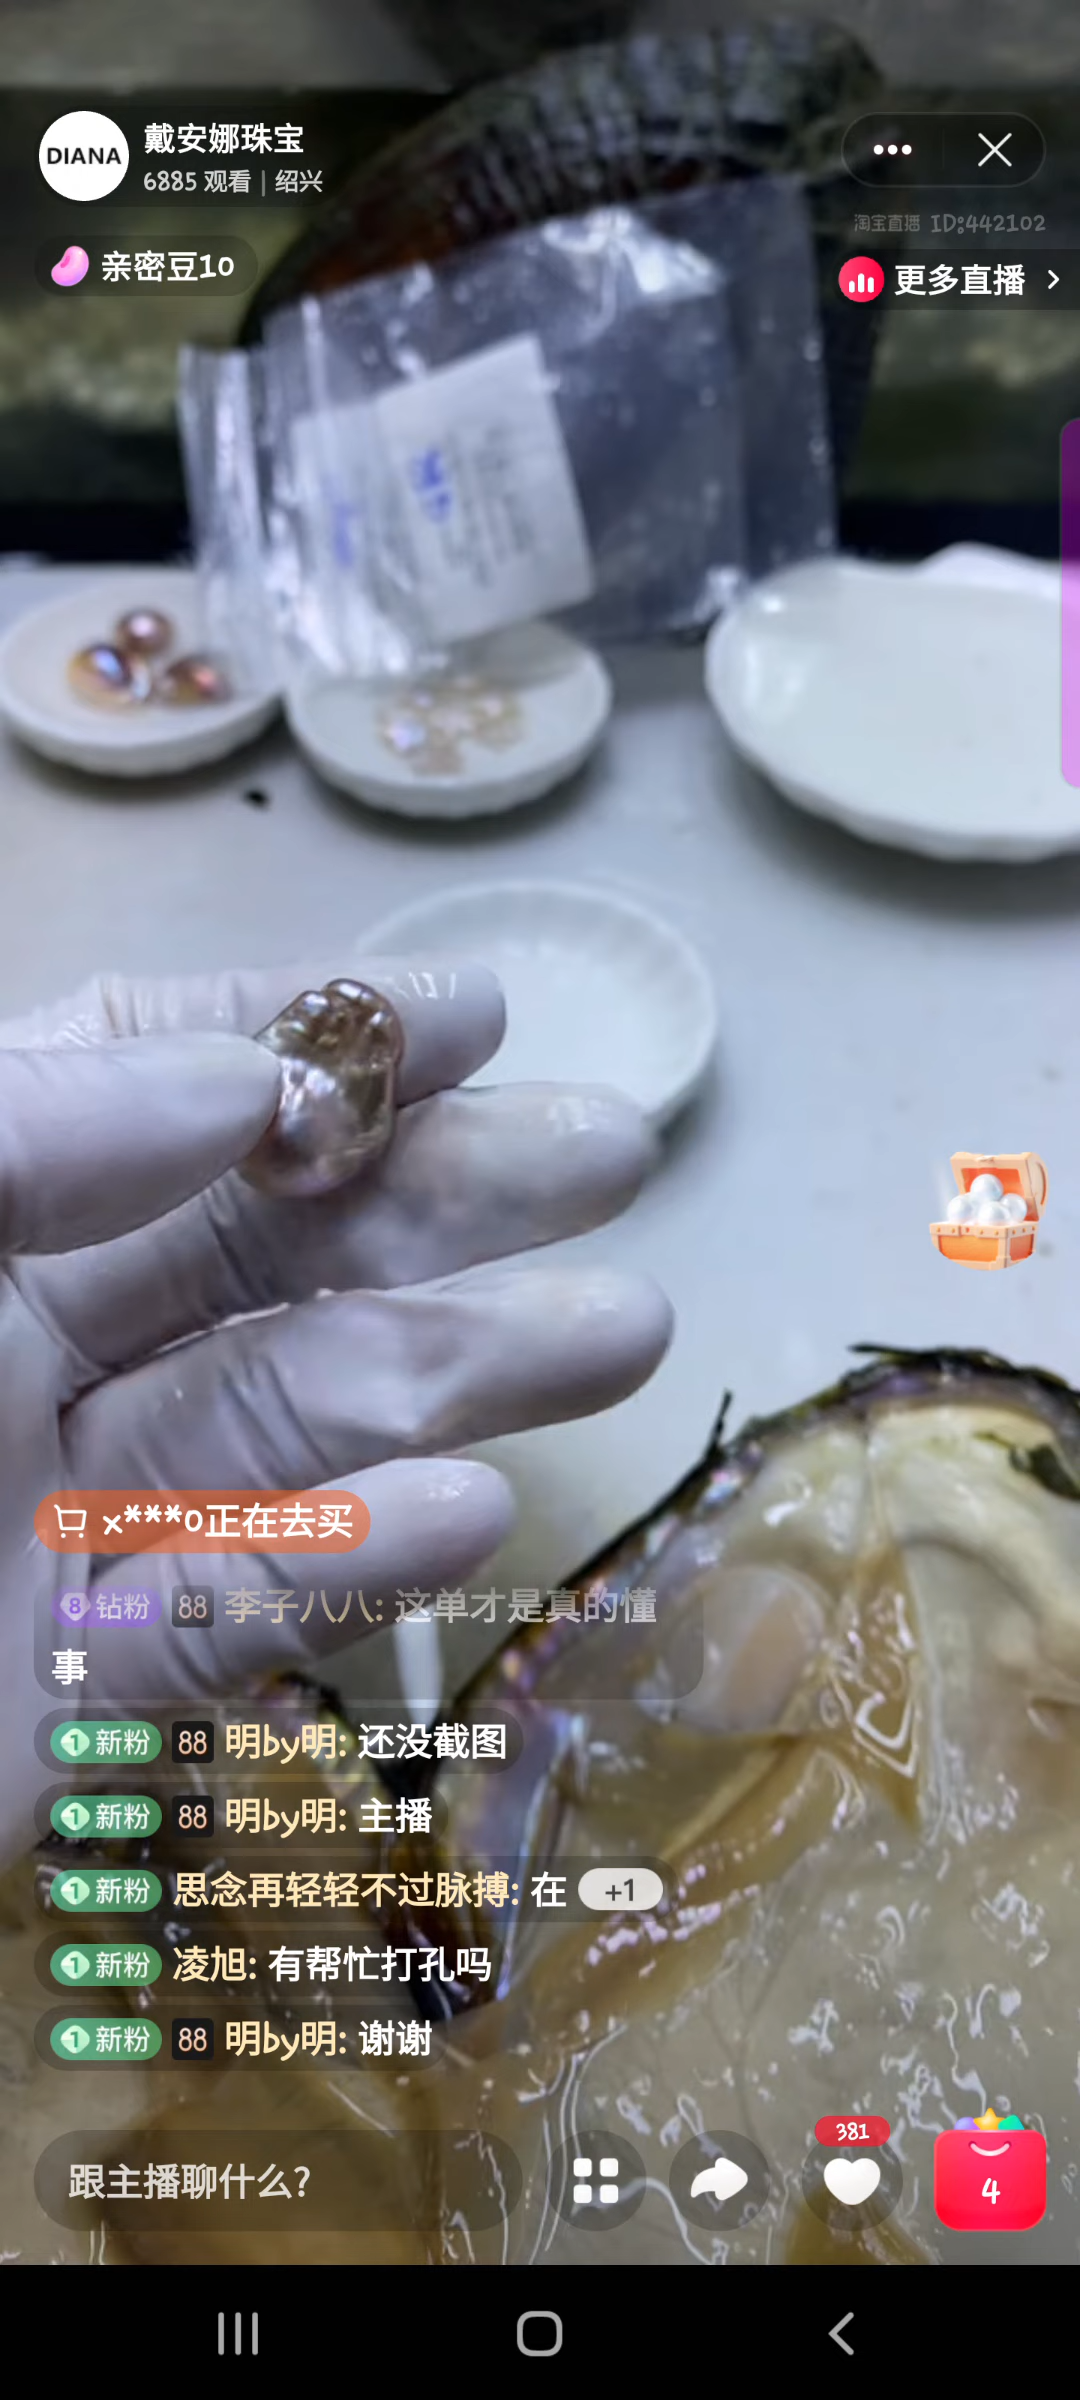 DIANA
戴安娜珠宝
6885 观看 | 绍兴
淘宝直播 ID:442102
亲密豆10
更多直播
x***0正在去买
8 钻粉 88 李子八八: 这单才是真的懂
事
1 新粉 88 明by明: 还没截图
1 新粉 88 明by明: 主播
1 新粉 思念再轻轻不过脉搏: 在 +1
1 新粉 凌旭: 有帮忙打孔吗
1 新粉 88 明by明: 谢谢
跟主播聊什么?
381
4